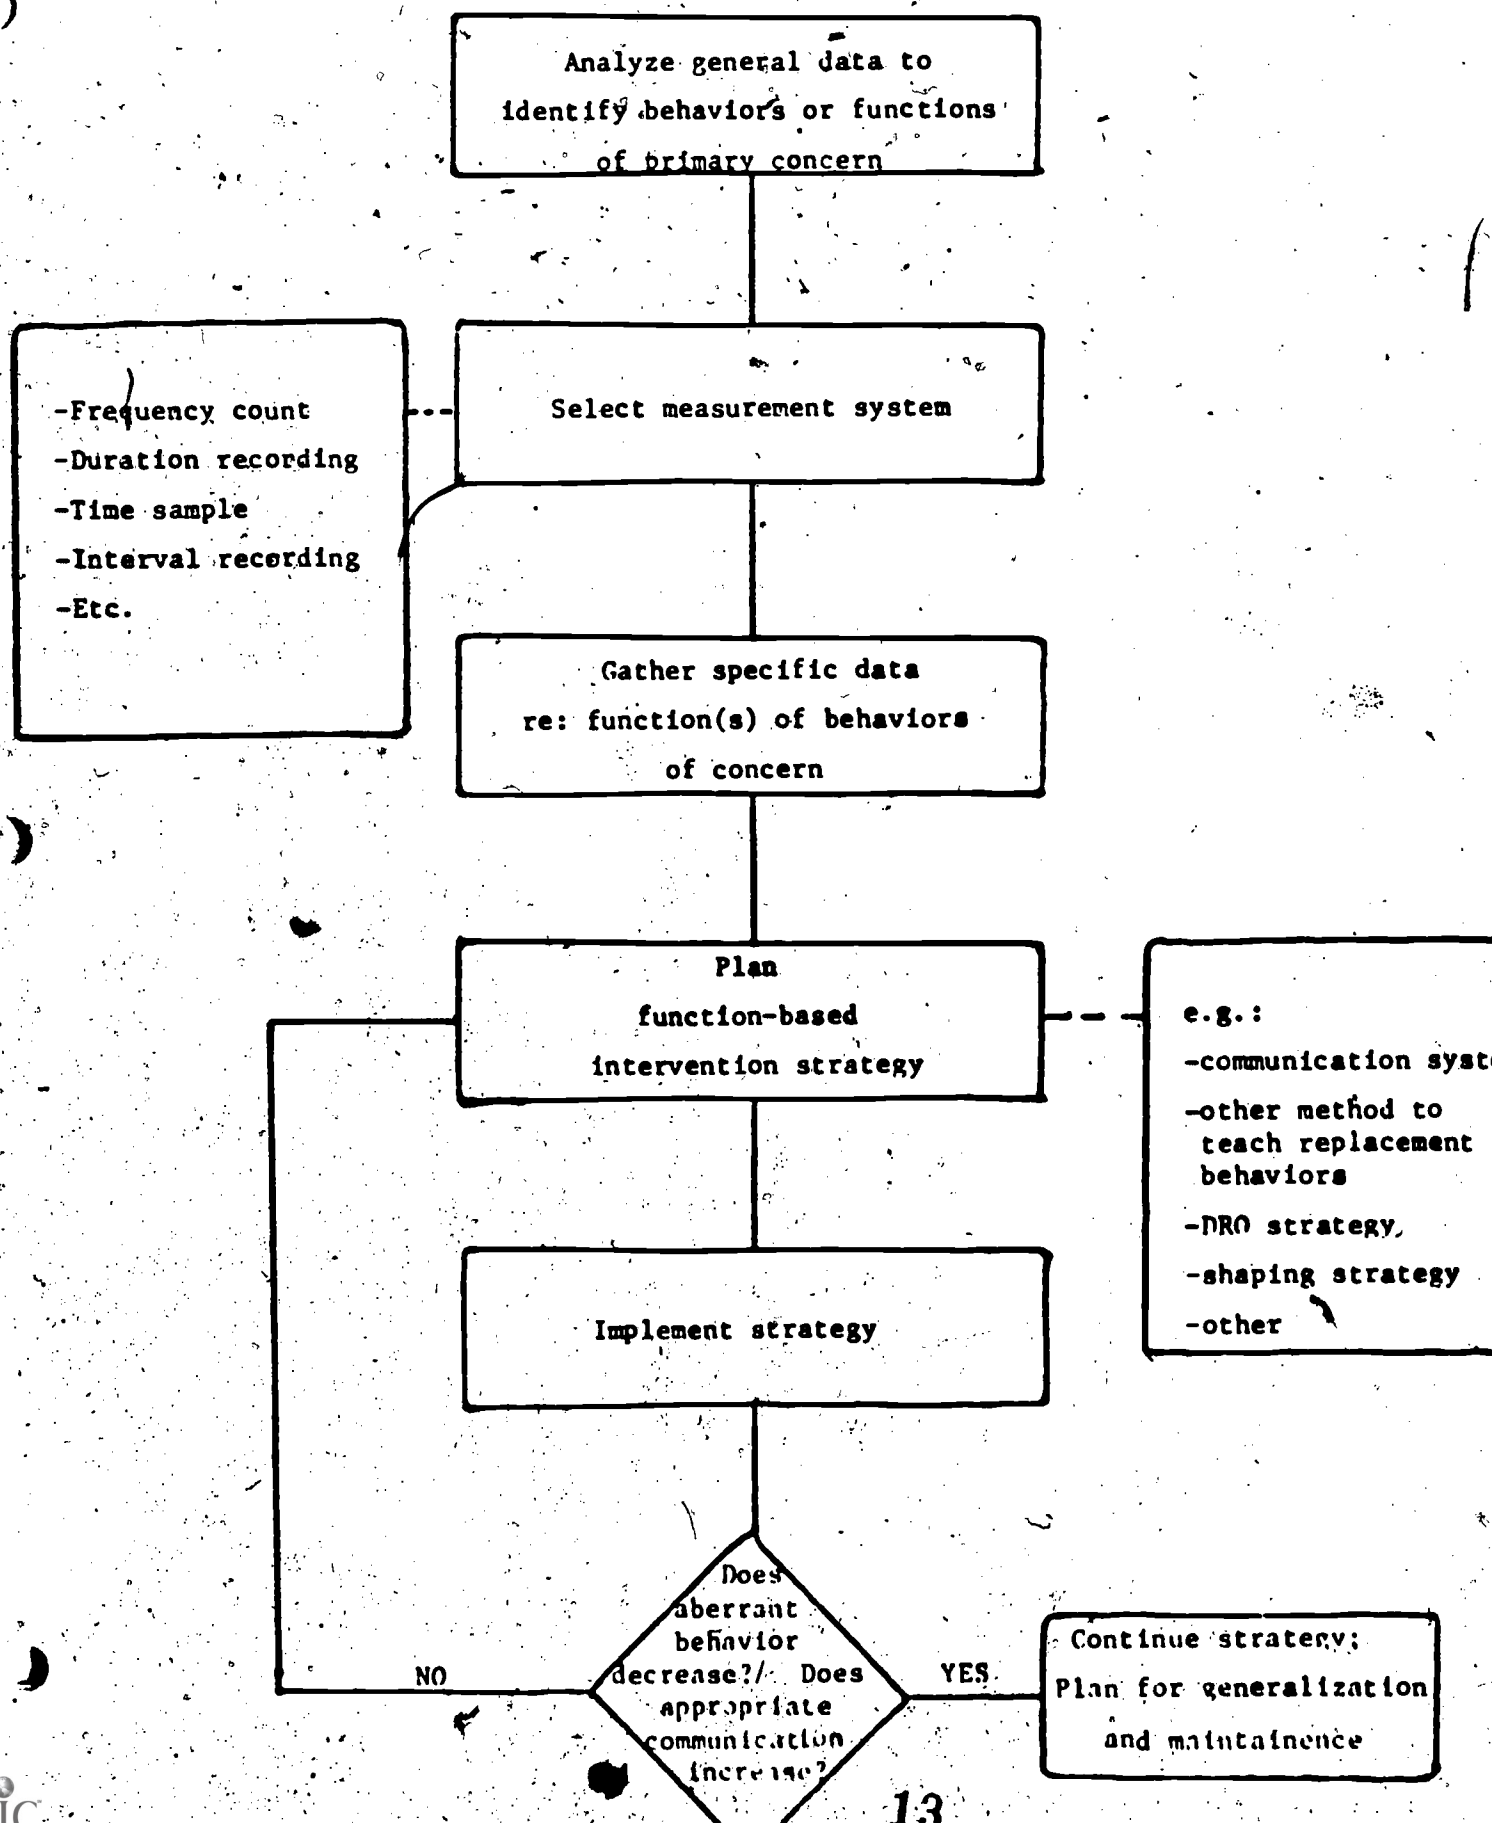 Analyze general data to
identify behaviors or functions
of primary concern
-Frequency count
-Duration recording
-Time sample
-Interval recording
-Etc.
Select measurement system
Gather specific data
re: function(s) of behaviors
of concern
Plan
function-based
intervention strategy
e.g.:
-communication syst
-other method to
teach replacement
behaviors
-DRO strategy
-shaping strategy
-other
Implement strategy
Does
aberrant
behavior
decrease?/ Does
appropriate
communication
increase?
NO
YES
Continue strategy;
Plan for generalization
and maintainence
13
IC